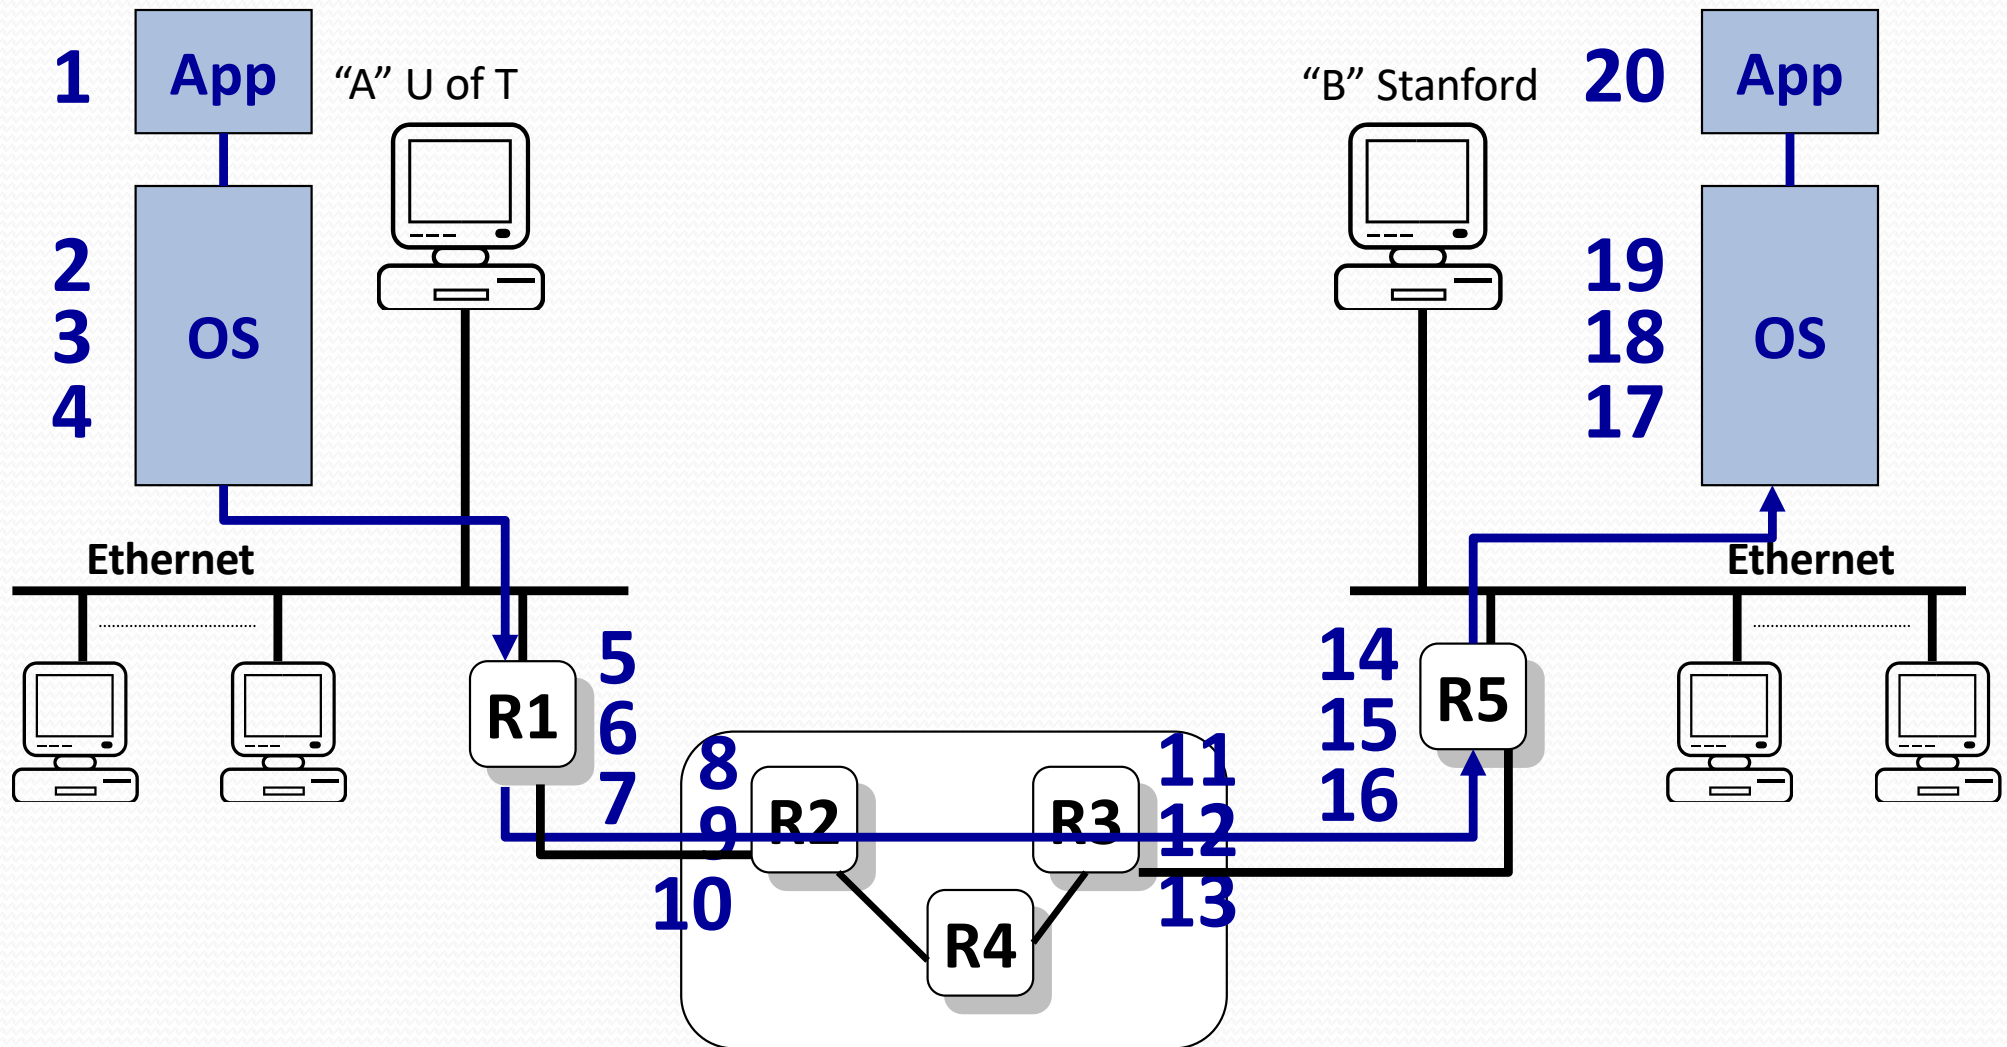 1
App
“A” U of T
“B” Stanford
20
App
2
3
4
OS
19
18
17
OS
Ethernet
Ethernet
R1
5
6
7
14
15
16
R5
8
9
10
R2
R3
11
12
13
R4